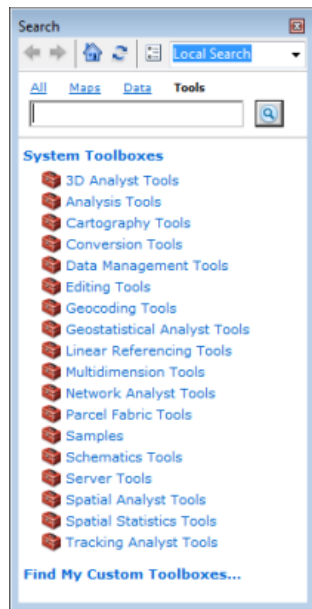 Search
Local Search
All Maps Data Tools
System Toolboxes
3D Analyst Tools
Analysis Tools
Cartography Tools
Conversion Tools
Data Management Tools
Editing Tools
Geocoding Tools
Geostatistical Analyst Tools
Linear Referencing Tools
Multidimension Tools
Network Analyst Tools
Parcel Fabric Tools
Samples
Schematics Tools
Server Tools
Spatial Analyst Tools
Spatial Statistics Tools
Tracking Analyst Tools
Find My Custom Toolboxes...